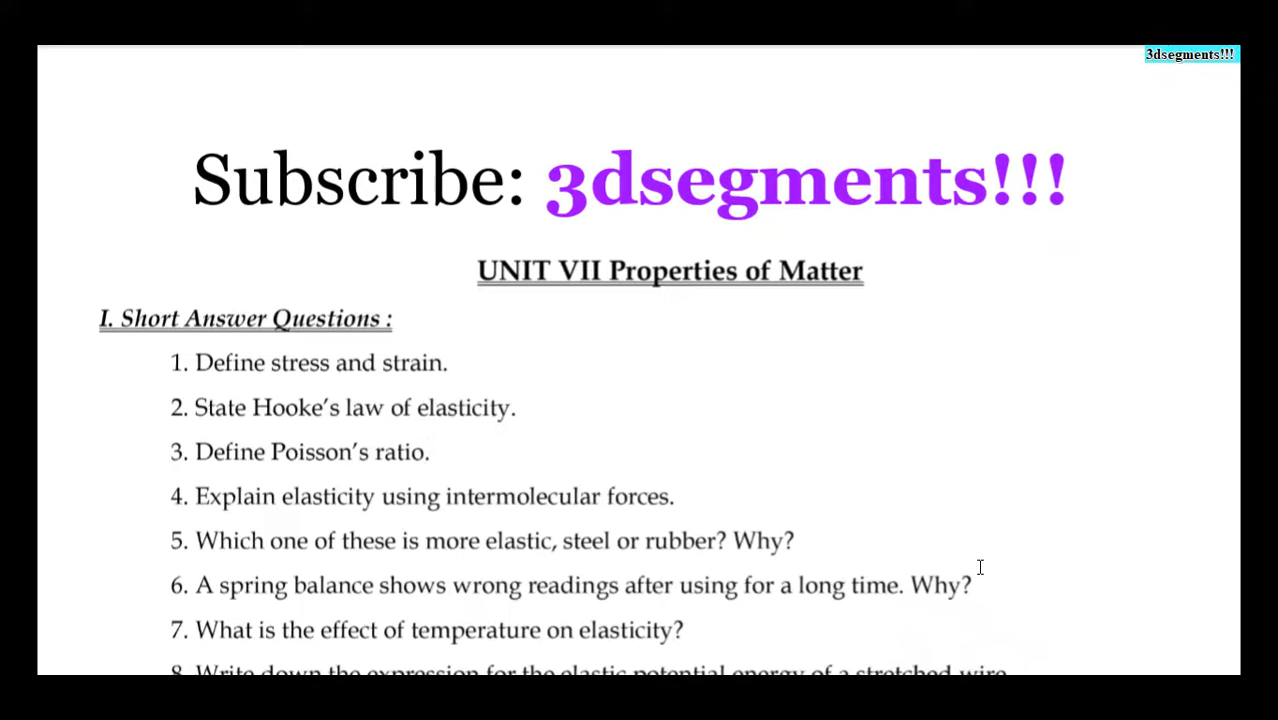 3dsegments!!!
Subscribe: 3dsegments!!!
UNIT VII Properties of Matter
I. Short Answer Questions :
1. Define stress and strain.
2. State Hooke’s law of elasticity.
3. Define Poisson’s ratio.
4. Explain elasticity using intermolecular forces.
5. Which one of these is more elastic, steel or rubber? Why?
6. A spring balance shows wrong readings after using for a long time. Why?
7. What is the effect of temperature on elasticity?
8. Write down the expression for the elastic potential energy of a stretched wire